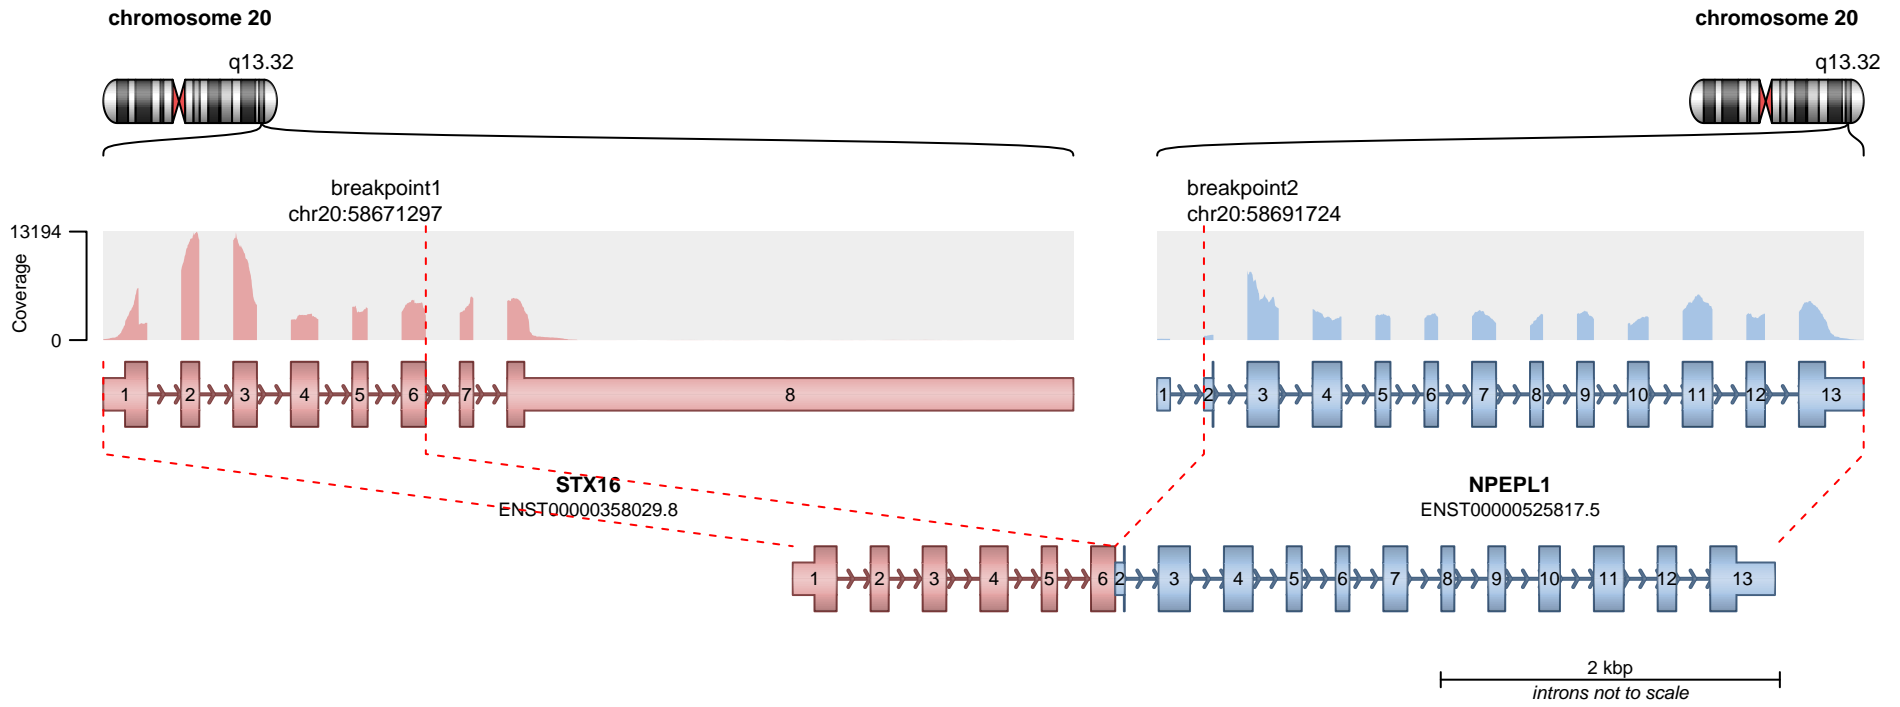 chromosome 20
chromosome 20
q13.32
q13.32
breakpoint1
chr20:58671297
breakpoint2
chr20:58691724
13194
Coverage
0
1 2 3 4 5 6 7 8
1 2 3 4 5 6 7 8 9 10 11 12 13
STX16
ENST00000358029.8
NPEPL1
ENST00000525817.5
1 2 3 4 5 6 2 3 4 5 6 7 8 9 10 11 12 13
2 kbp
introns not to scale